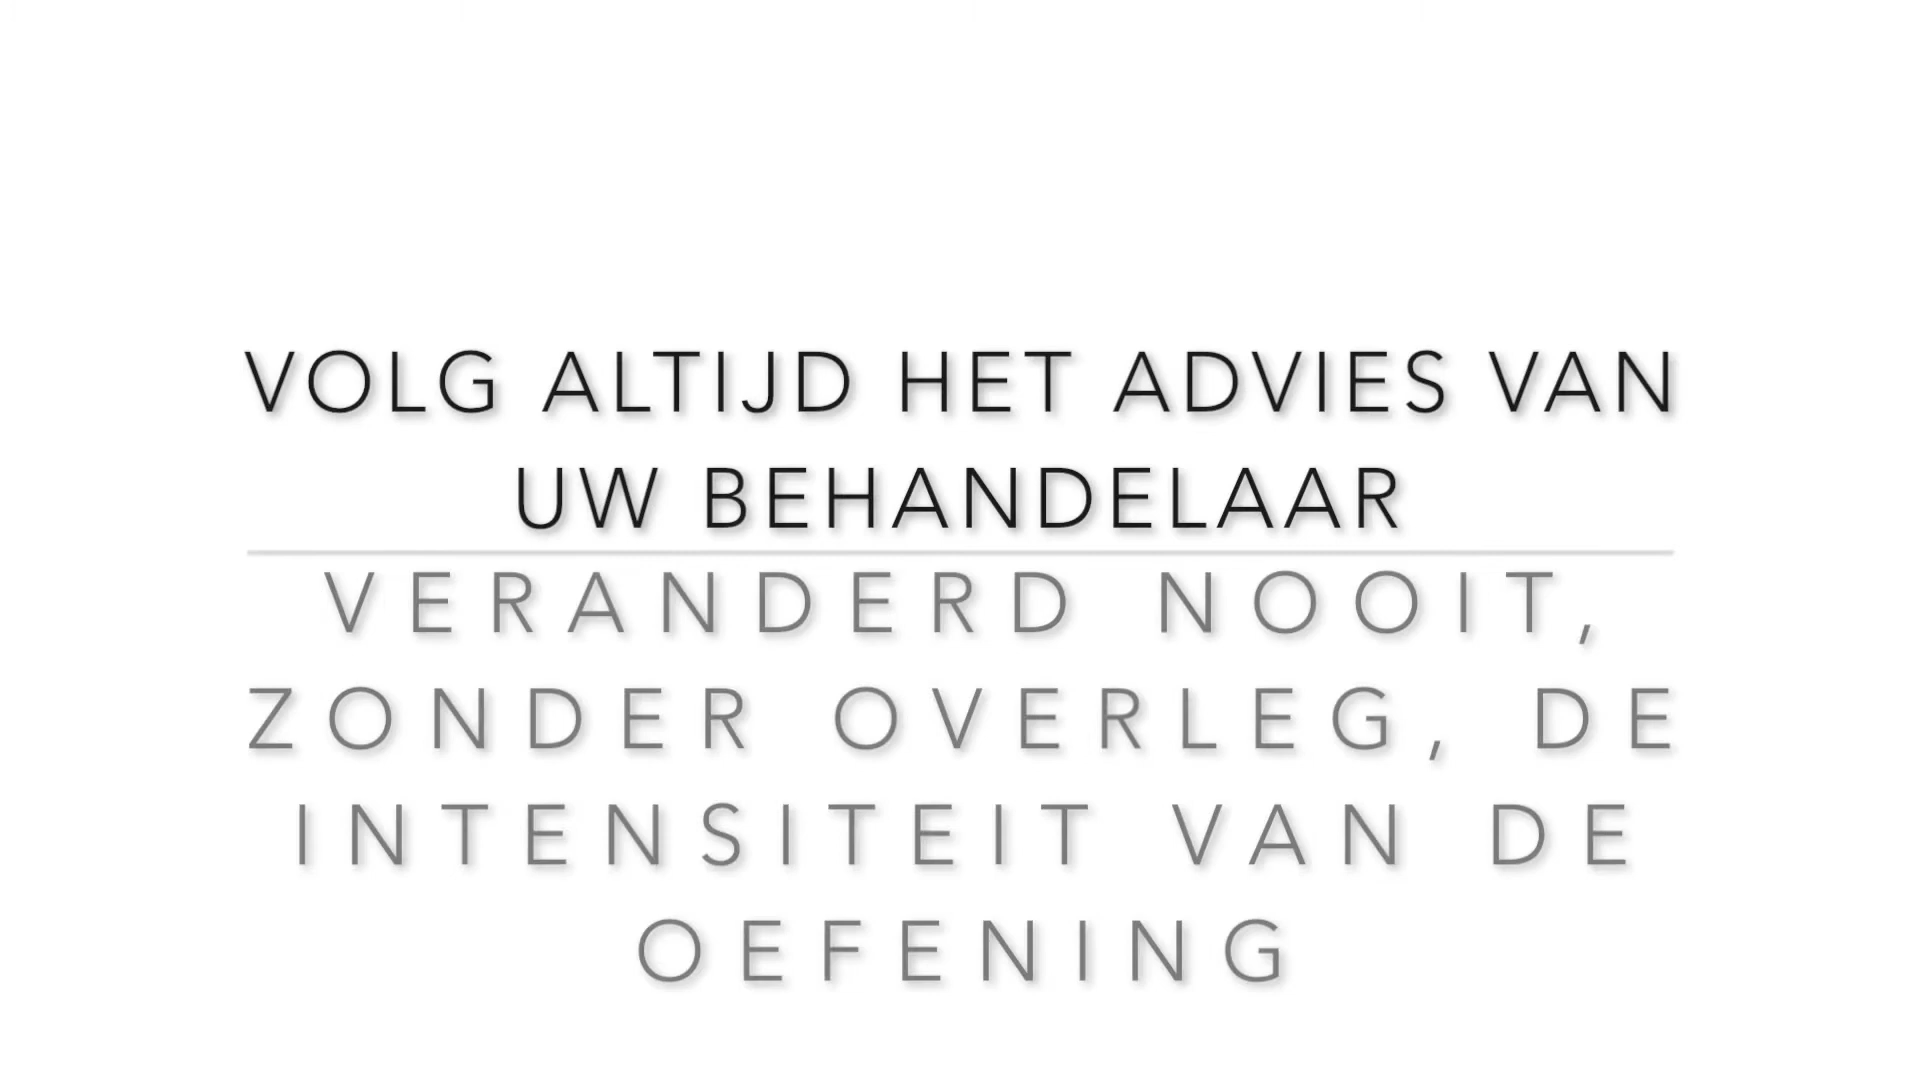 VOLG ALTIJD HET ADVIES VAN
UW BEHANDELAAR
VERANDERD NOOIT,
ZONDER OVERLEG, DE
INTENSITEIT VAN DE
OEFENING